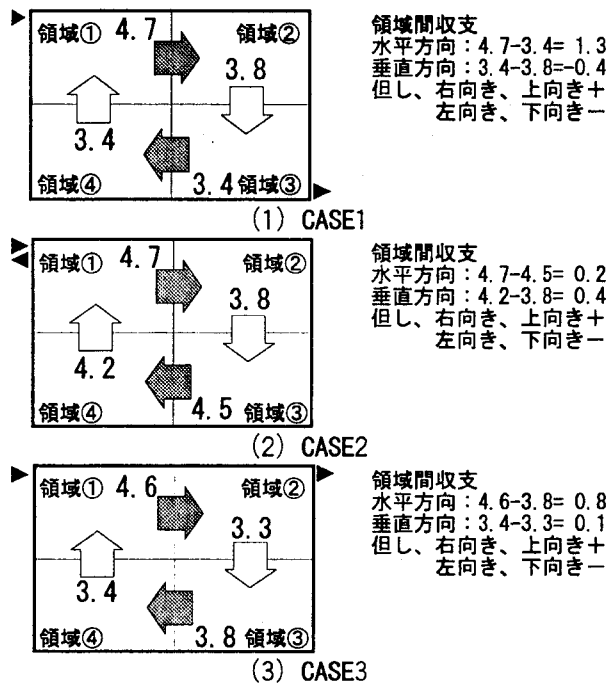 領域① 4.7 領域②
3.8
3.4
領域④ 3.4 領域③
(1) CASE1
領域間収支
水平方向:4.7-3.4= 1.3
垂直方向:3.4-3.8=-0.4
但し、右向き、上向き+
左向き、下向き-
領域① 4.7 領域②
3.8
4.2
領域④ 4.5 領域③
(2) CASE2
領域間収支
水平方向:4.7-4.5= 0.2
垂直方向:4.2-3.8= 0.4
但し、右向き、上向き+
左向き、下向き-
領域① 4.6 領域②
3.3
3.4
領域④ 3.8 領域③
(3) CASE3
領域間収支
水平方向:4.6-3.8= 0.8
垂直方向:3.4-3.3= 0.1
但し、右向き、上向き+
左向き、下向き-